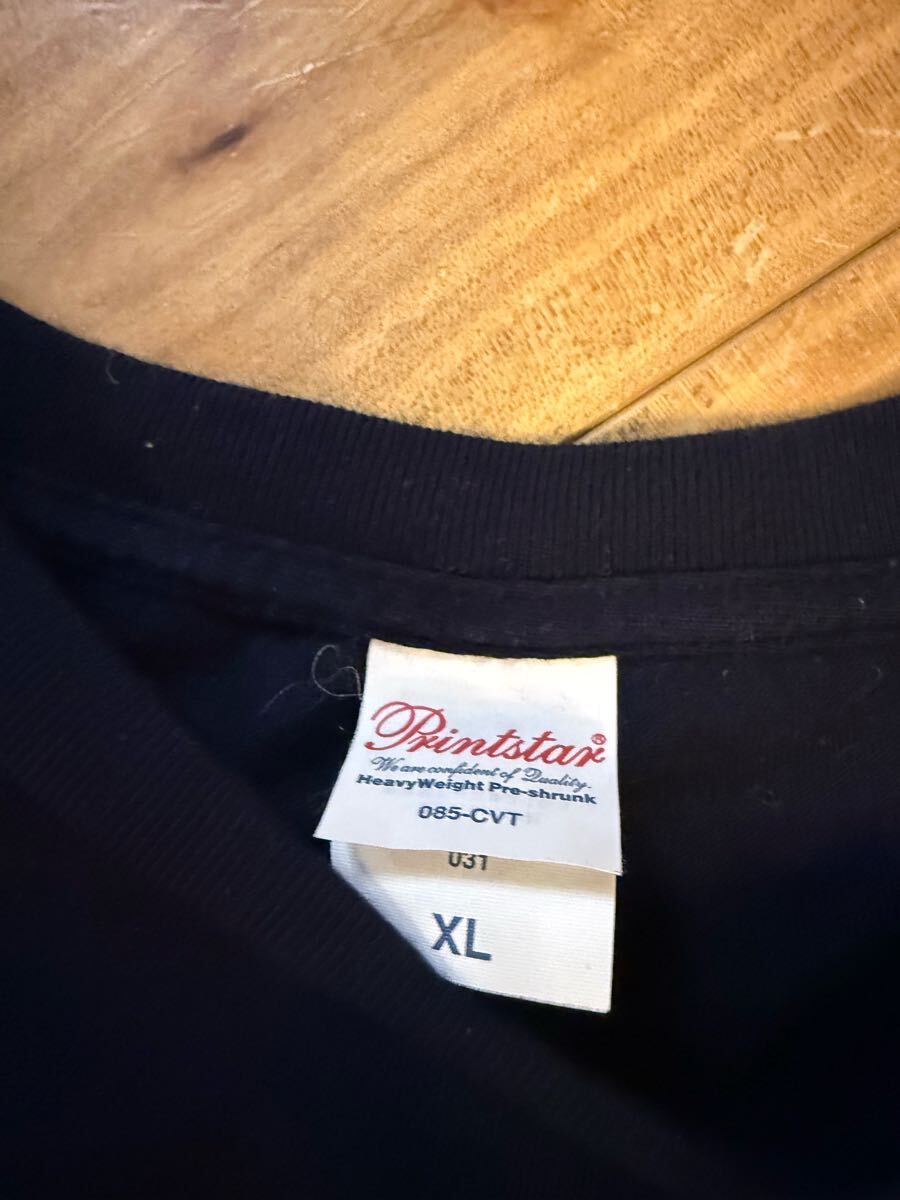 Printstar®
We are confident of Quality.
HeavyWeight Pre-shrunk
085-CVT
031
XL